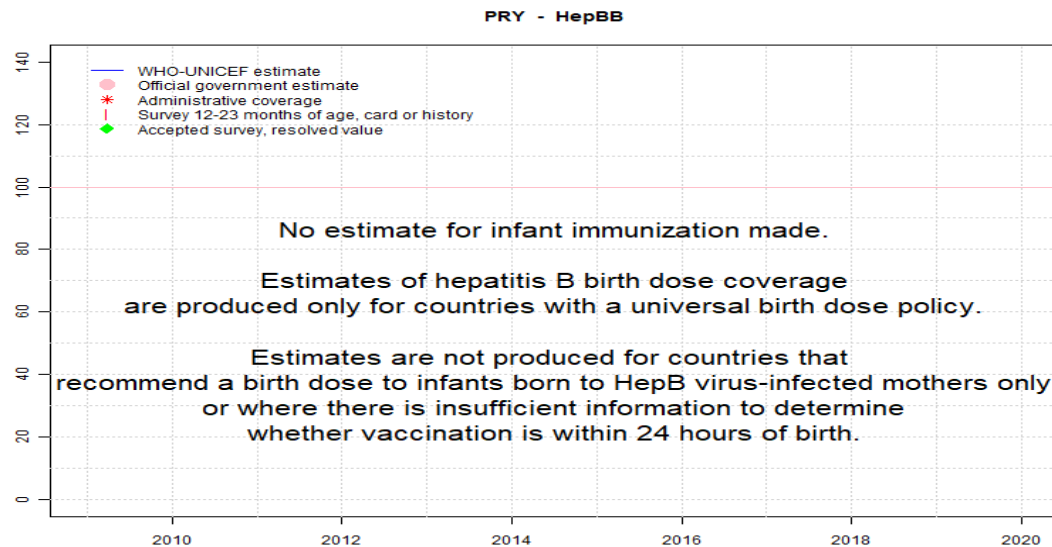 PRY - HepBB
WHO-UNICEF estimate
Official government estimate
Administrative coverage
Survey 12-23 months of age, card or history
Accepted survey, resolved value
140
120
100
80
60
40
20
0
No estimate for infant immunization made.
Estimates of hepatitis B birth dose coverage
are produced only for countries with a universal birth dose policy.
Estimates are not produced for countries that
recommend a birth dose to infants born to HepB virus-infected mothers only
or where there is insufficient information to determine
whether vaccination is within 24 hours of birth.
2010 2012 2014 2016 2018 2020